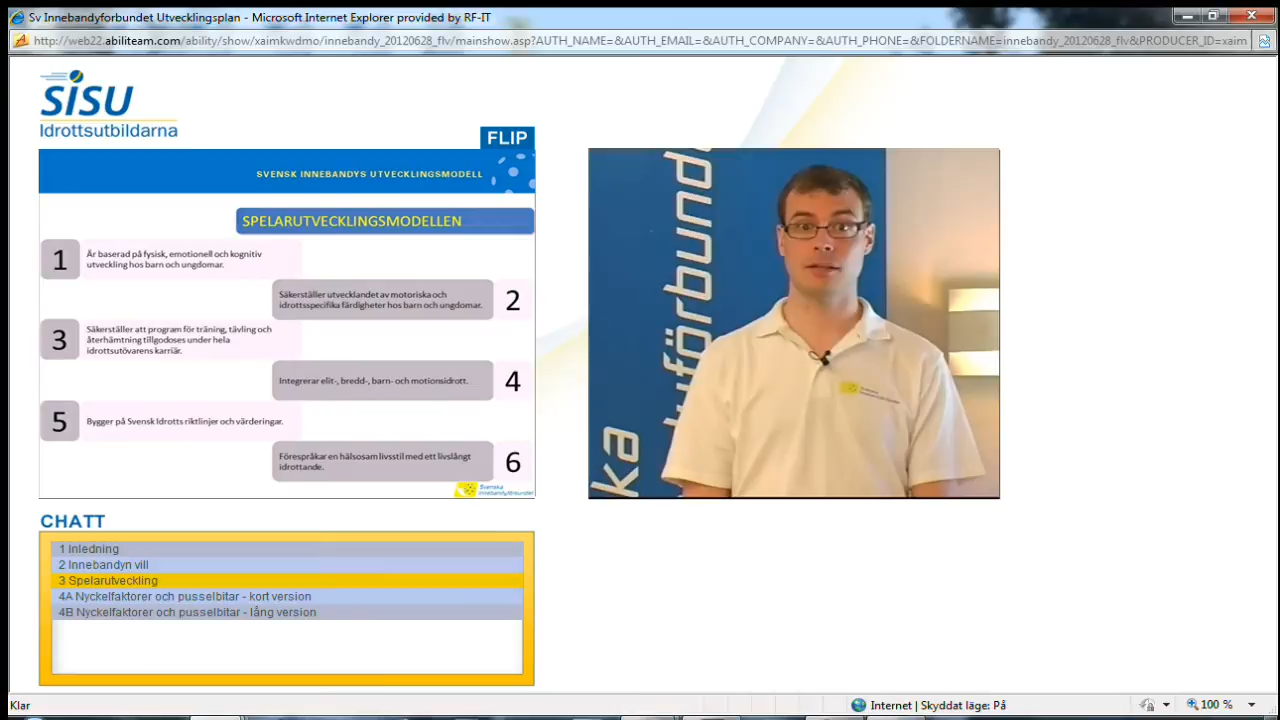 Sv Innebandyforbundet Utvecklingsplan - Microsoft Internet Explorer provided by RF-IT
http://web22.abiliteam.com/ability/show/xaimkwdmo/innebandy_20120628_flv/mainshow.asp?AUTH_NAME=&AUTH_EMAIL=&AUTH_COMPANY=&AUTH_PHONE=&FOLDERNAME=innebandy_20120628_flv&PRODUCER_ID=xaim
SISU
Idrottsutbildarna
FLIP
SVENSK INNEBANDYS UTVECKLINGSMODELL
SPELARUTVECKLINGSMODELLEN
1
Är baserad på fysisk, emotionell och kognitiv
utveckling hos barn och ungdomar.
Säkerställer utvecklandet av motoriska och
idrottsspecifika färdigheter hos barn och ungdomar.
2
3
Säkerställer att program för träning, tävling och
återhämtning tillgodoses under hela
idrottsutövarens karriär.
Integrerar elit-, bredd-, barn- och motionsidrott.
4
5
Bygger på Svensk Idrotts riktlinjer och värderingar.
Förespråkar en hälsosam livsstil med ett livslångt
idrottande.
6
Svenska
Innebandyförbundet
CHATT
1 Inledning
2 Innebandyn vill
3 Spelarutveckling
4A Nyckelfaktorer och pusselbitar - kort version
4B Nyckelfaktorer och pusselbitar - lång version
Klar
Internet | Skyddat läge: På
100 %